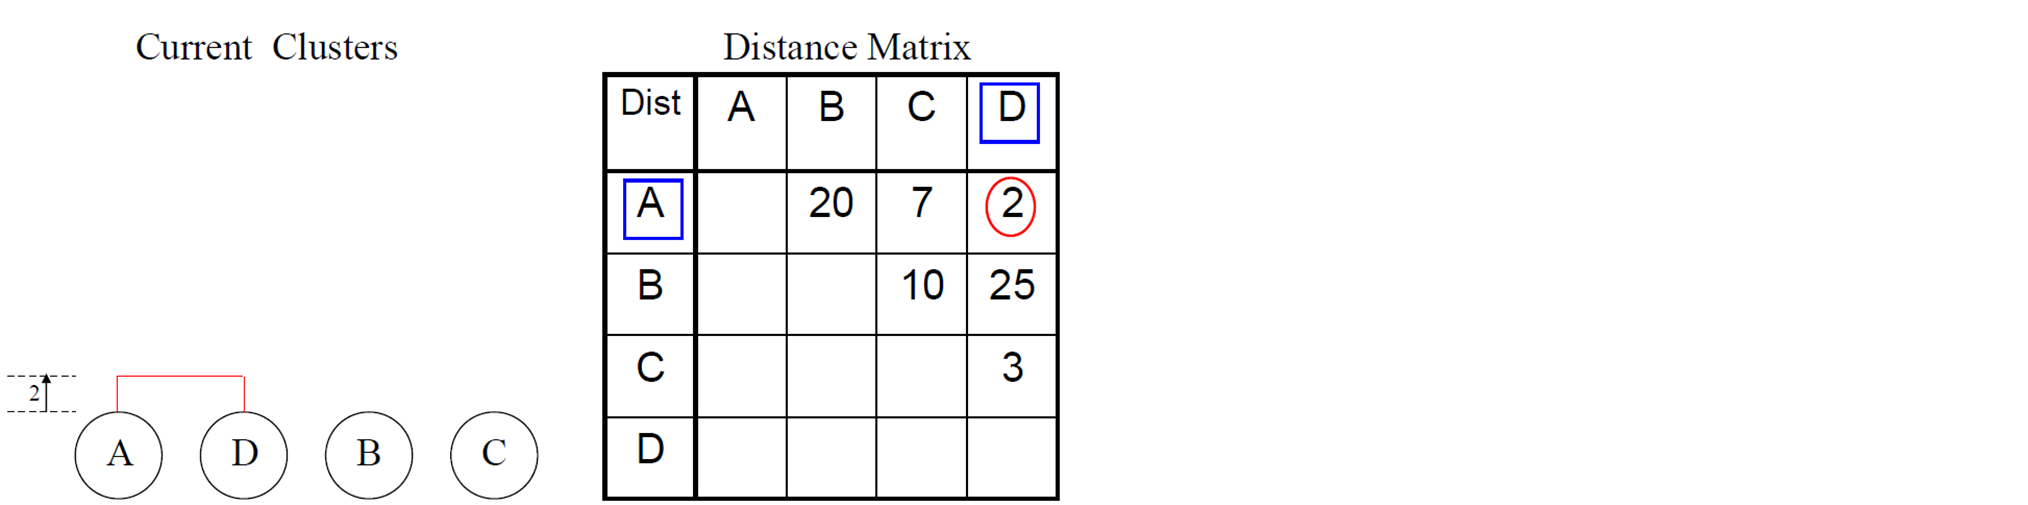 Current Clusters
Distance Matrix
Dist A B C D
A 20 7 2
B 10 25
C 3
D
2
A D B C